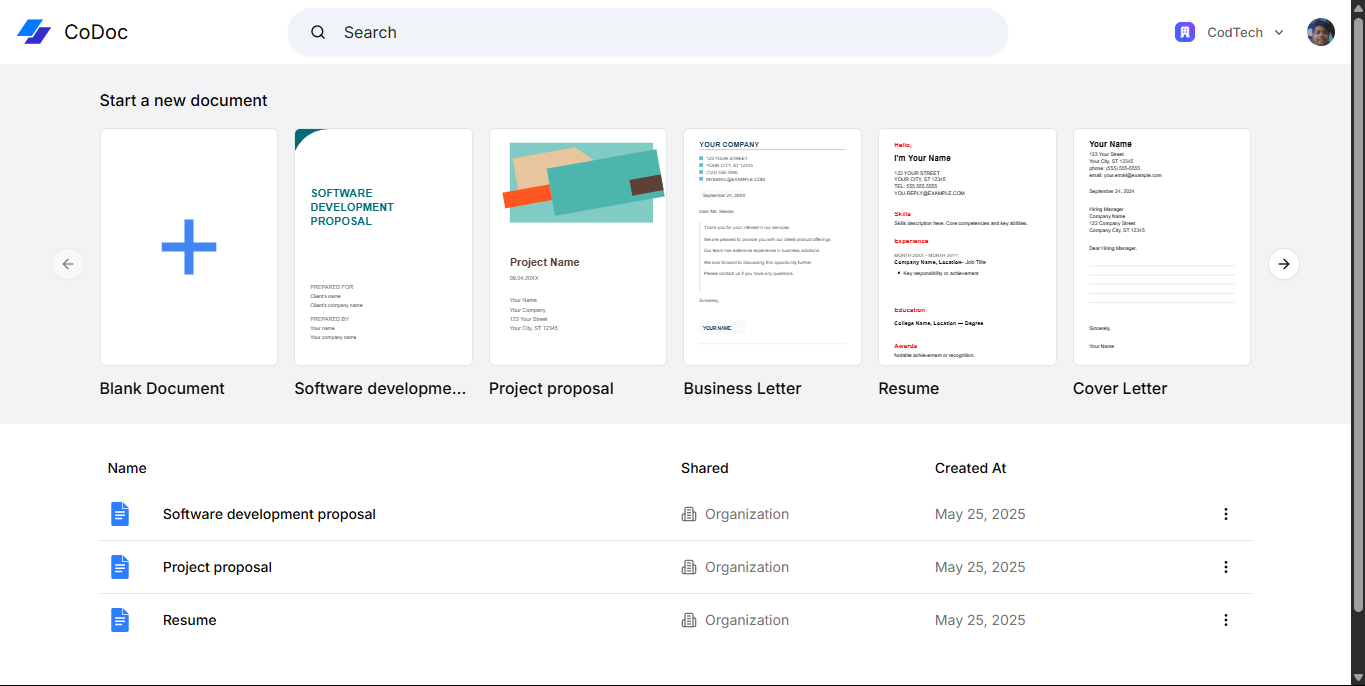 CoDoc
Search
CodTech
Start a new document
SOFTWARE
DEVELOPMENT
PROPOSAL
PREPARED FOR
Client's name
Client's company name
PREPARED BY
Your name
Your company name
Project Name
09.04.20XX
Your Name
Your Company
123 Your Street
Your City, ST 12345
YOUR COMPANY
123 YOUR STREET
YOUR CITY, ST 12345
(123) 456-7890
MYEMAIL@EXAMPLE.COM
September 24, 20XX
Dear Ms. Reader,
Thank you for your interest in our services.
We are pleased to provide you with our latest product offerings.
Our team has extensive experience in business solutions.
We look forward to discussing this opportunity further.
Please contact us if you have any questions.
Sincerely,
YOUR NAME
Hello,
I'm Your Name
123 YOUR STREET
YOUR CITY, ST 12345
TEL: 555.555.5555
YOU.REPLY@EXAMPLE.COM
Skills
Skills description here. Core competencies and key abilities.
Experience
MONTH 20XX – MONTH 20YY
Company Name, Location– Job Title
Key responsibility or achievement
Education
College Name, Location — Degree
Awards
Notable achievement or recognition.
Your Name
123 Your Street
Your City, ST 12345
phone: (555) 555-5555
email: your.email@example.com
September 24, 2024
Hiring Manager
Company Name
123 Company Street
Company City, ST 12345
Dear Hiring Manager,
Sincerely,
Your Name
Blank Document
Software developme...
Project proposal
Business Letter
Resume
Cover Letter
Name Shared Created At
Software development proposal Organization May 25, 2025
Project proposal Organization May 25, 2025
Resume Organization May 25, 2025